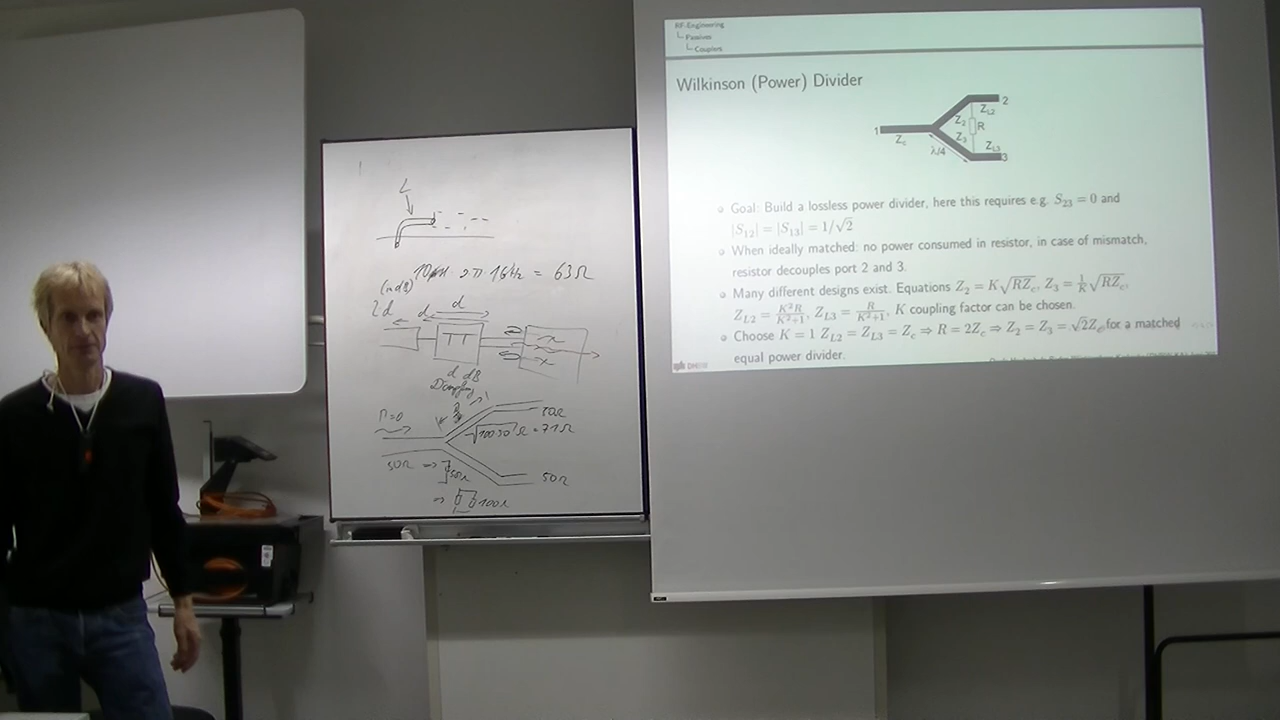 L
10nH 2π 1GHz = 63Ω
2d
d
d
π
d dB
Dämpfung
Γ=0
50Ω
√100·50 Ω = 71Ω
50Ω ⇒ 50Ω
50Ω
⇒ 100Ω
RF-Engineering
Passives
Couplers
Wilkinson (Power) Divider
1
Z_c
Z_2
Z_3
λ/4
R
Z_L2
2
Z_L3
3
Goal: Build a lossless power divider, here this requires e.g. S_23 = 0 and
|S_12| = |S_13| = 1/√2
When ideally matched: no power consumed in resistor, in case of mismatch,
resistor decouples port 2 and 3.
Many different designs exist. Equations Z_2 = K√RZ_c, Z_3 = 1/K √RZ_c,
Z_L2 = K²R/K²+1, Z_L3 = R/K²+1, K coupling factor can be chosen.
Choose K = 1 Z_L2 = Z_L3 = Z_c ⇒ R = 2Z_c ⇒ Z_2 = Z_3 = √2Z_c for a matched
equal power divider.